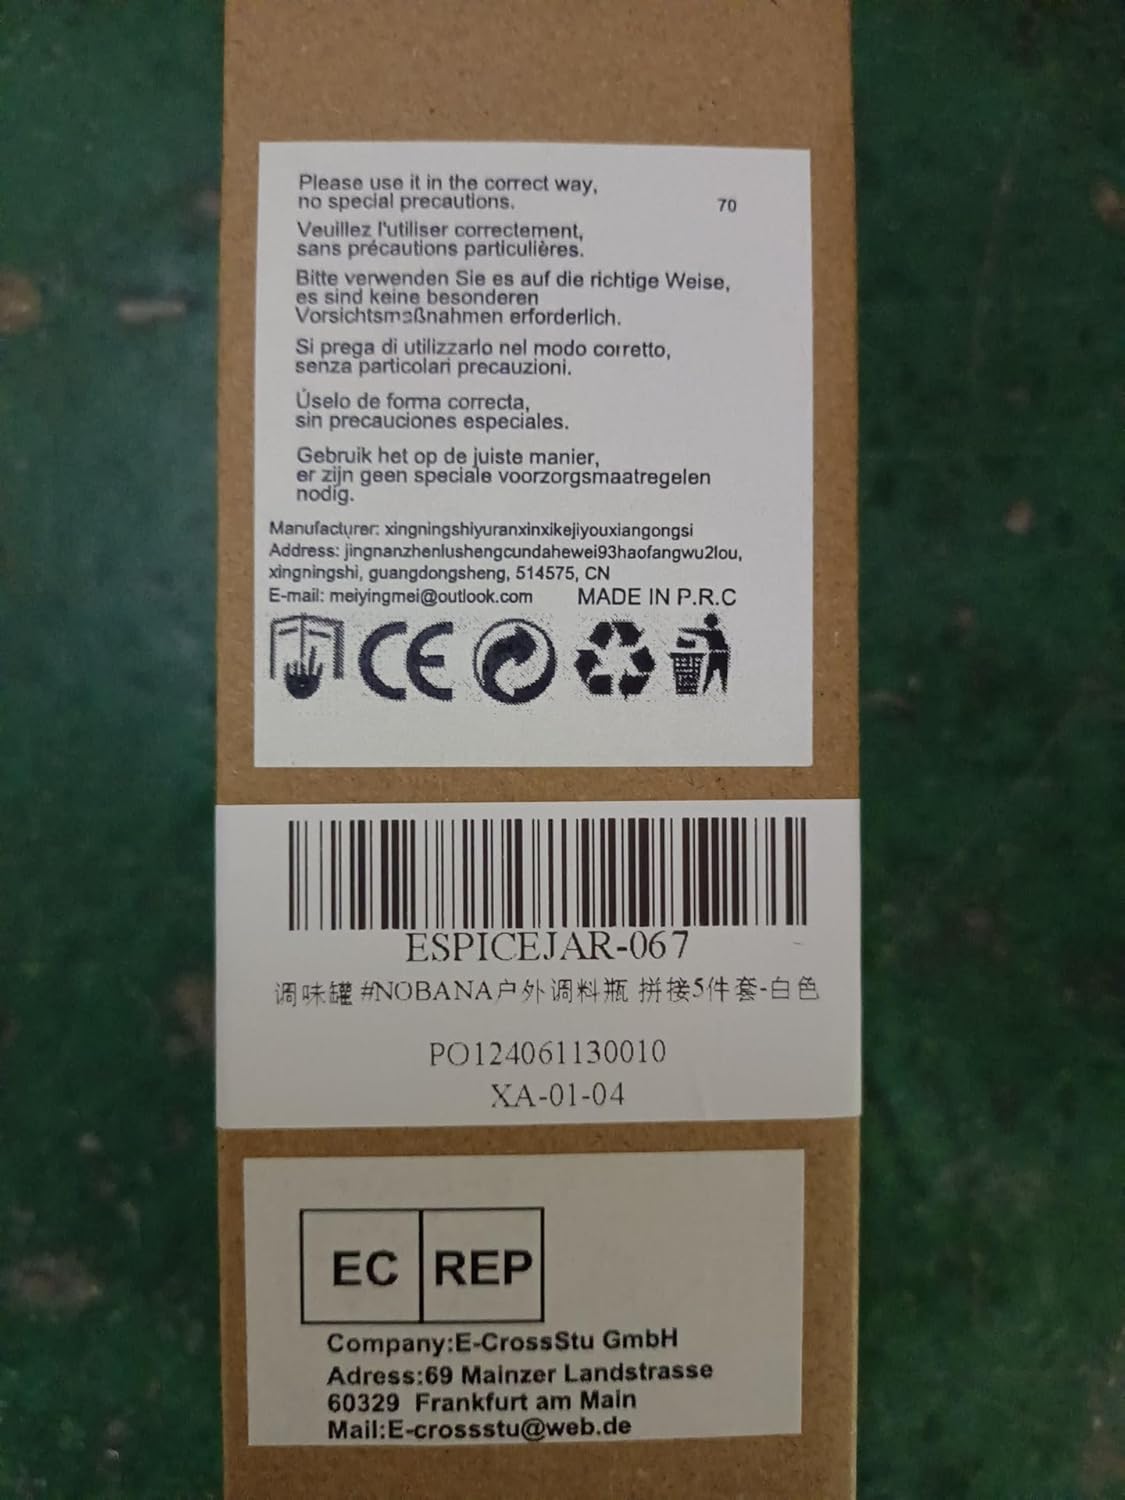 Please use it in the correct way,
no special precautions.
70
Veuillez l'utiliser correctement,
sans précautions particulières.
Bitte verwenden Sie es auf die richtige Weise,
es sind keine besonderen
Vorsichtsmaßnahmen erforderlich.
Si prega di utilizzarlo nel modo corretto,
senza particolari precauzioni.
Úselo de forma correcta,
sin precauciones especiales.
Gebruik het op de juiste manier,
er zijn geen speciale voorzorgsmaatregelen
nodig.
Manufacturer: xingningshiyuranxinxikejiyouxiangongsi
Address: jingnanzhenlushengcundahewei93haofangwu2lou,
xingningshi, guangdongsheng, 514575, CN
E-mail: meiyingmei@outlook.com MADE IN P.R.C
CE
ESPICEJAR-067
调味罐 #NOBANA户外调料瓶 拼接5件套-白色
PO124061130010
XA-01-04
EC REP
Company:E-CrossStu GmbH
Adress:69 Mainzer Landstrasse
60329 Frankfurt am Main
Mail:E-crossstu@web.de